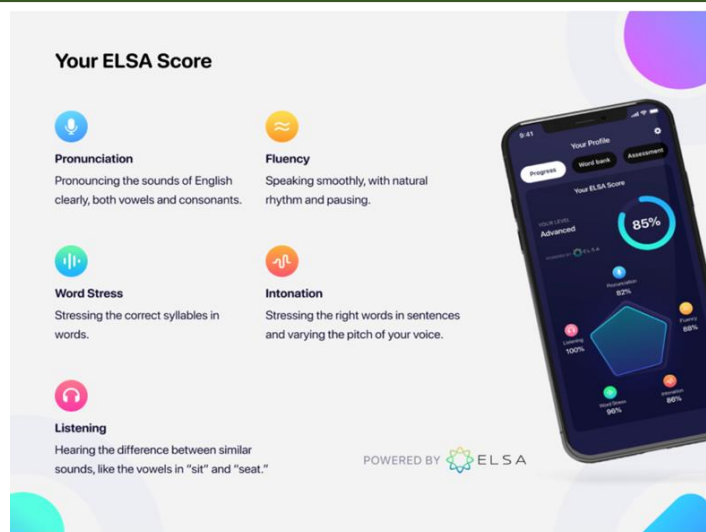 Your ELSA Score
Pronunciation
Pronouncing the sounds of English
clearly, both vowels and consonants.
Fluency
Speaking smoothly, with natural
rhythm and pausing.
Word Stress
Stressing the correct syllables in
words.
Intonation
Stressing the right words in sentences
and varying the pitch of your voice.
Listening
Hearing the difference between similar
sounds, like the vowels in “sit” and “seat.”
POWERED BY ELSA
9:41
Your Profile
Progress
Word bank
Assessment
Your ELSA Score
YOUR LEVEL
Advanced
85%
POWERED BY ELSA
Pronunciation
82%
Fluency
88%
Listening
100%
Word Stress
96%
Intonation
86%